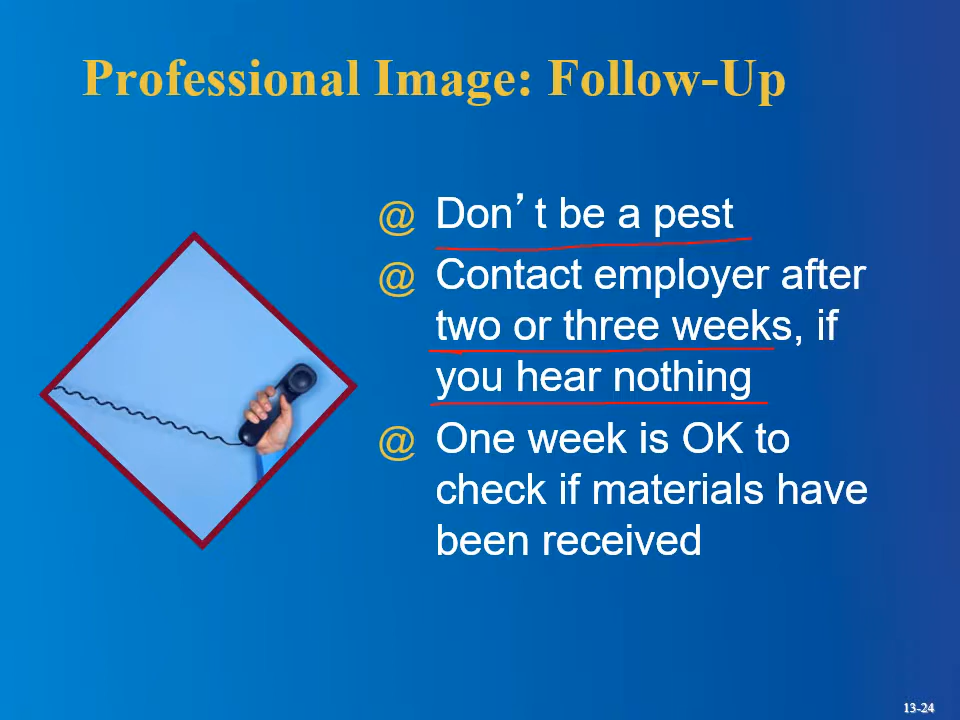 Professional Image: Follow-Up
@ Don’t be a pest
@ Contact employer after
two or three weeks, if
you hear nothing
@ One week is OK to
check if materials have
been received
13-24